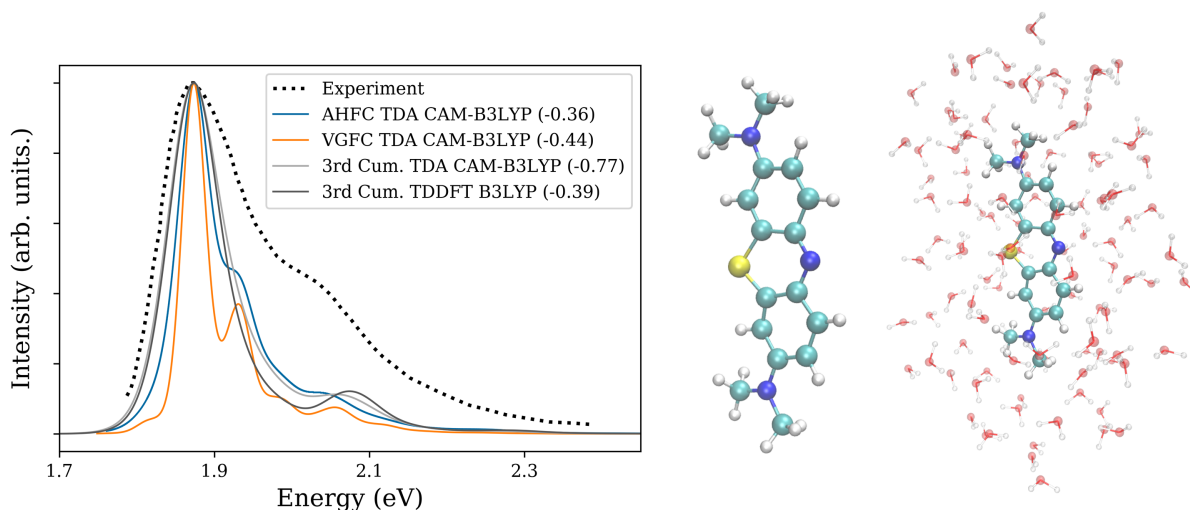 Intensity (arb. units.)
Experiment
AHFC TDA CAM-B3LYP (-0.36)
VGFC TDA CAM-B3LYP (-0.44)
3rd Cum. TDA CAM-B3LYP (-0.77)
3rd Cum. TDDFT B3LYP (-0.39)
1.7 1.9 2.1 2.3
Energy (eV)